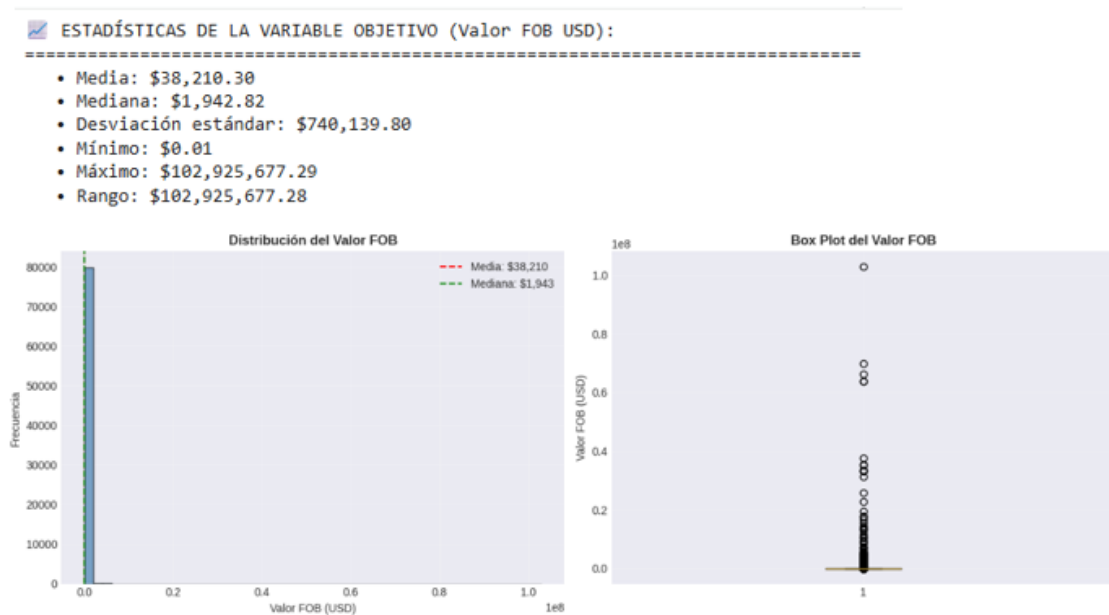 📈 ESTADÍSTICAS DE LA VARIABLE OBJETIVO (Valor FOB USD):
================================================================================
• Media: $38,210.30
• Mediana: $1,942.82
• Desviación estándar: $740,139.80
• Mínimo: $0.01
• Máximo: $102,925,677.29
• Rango: $102,925,677.28
Distribución del Valor FOB
Media: $38,210
Mediana: $1,943
80000
70000
60000
50000
40000
30000
20000
10000
0
Frecuencia
0.0 0.2 0.4 0.6 0.8 1.0
1e8
Valor FOB (USD)
Box Plot del Valor FOB
1e8
1.0
0.8
0.6
0.4
0.2
0.0
Valor FOB (USD)
1